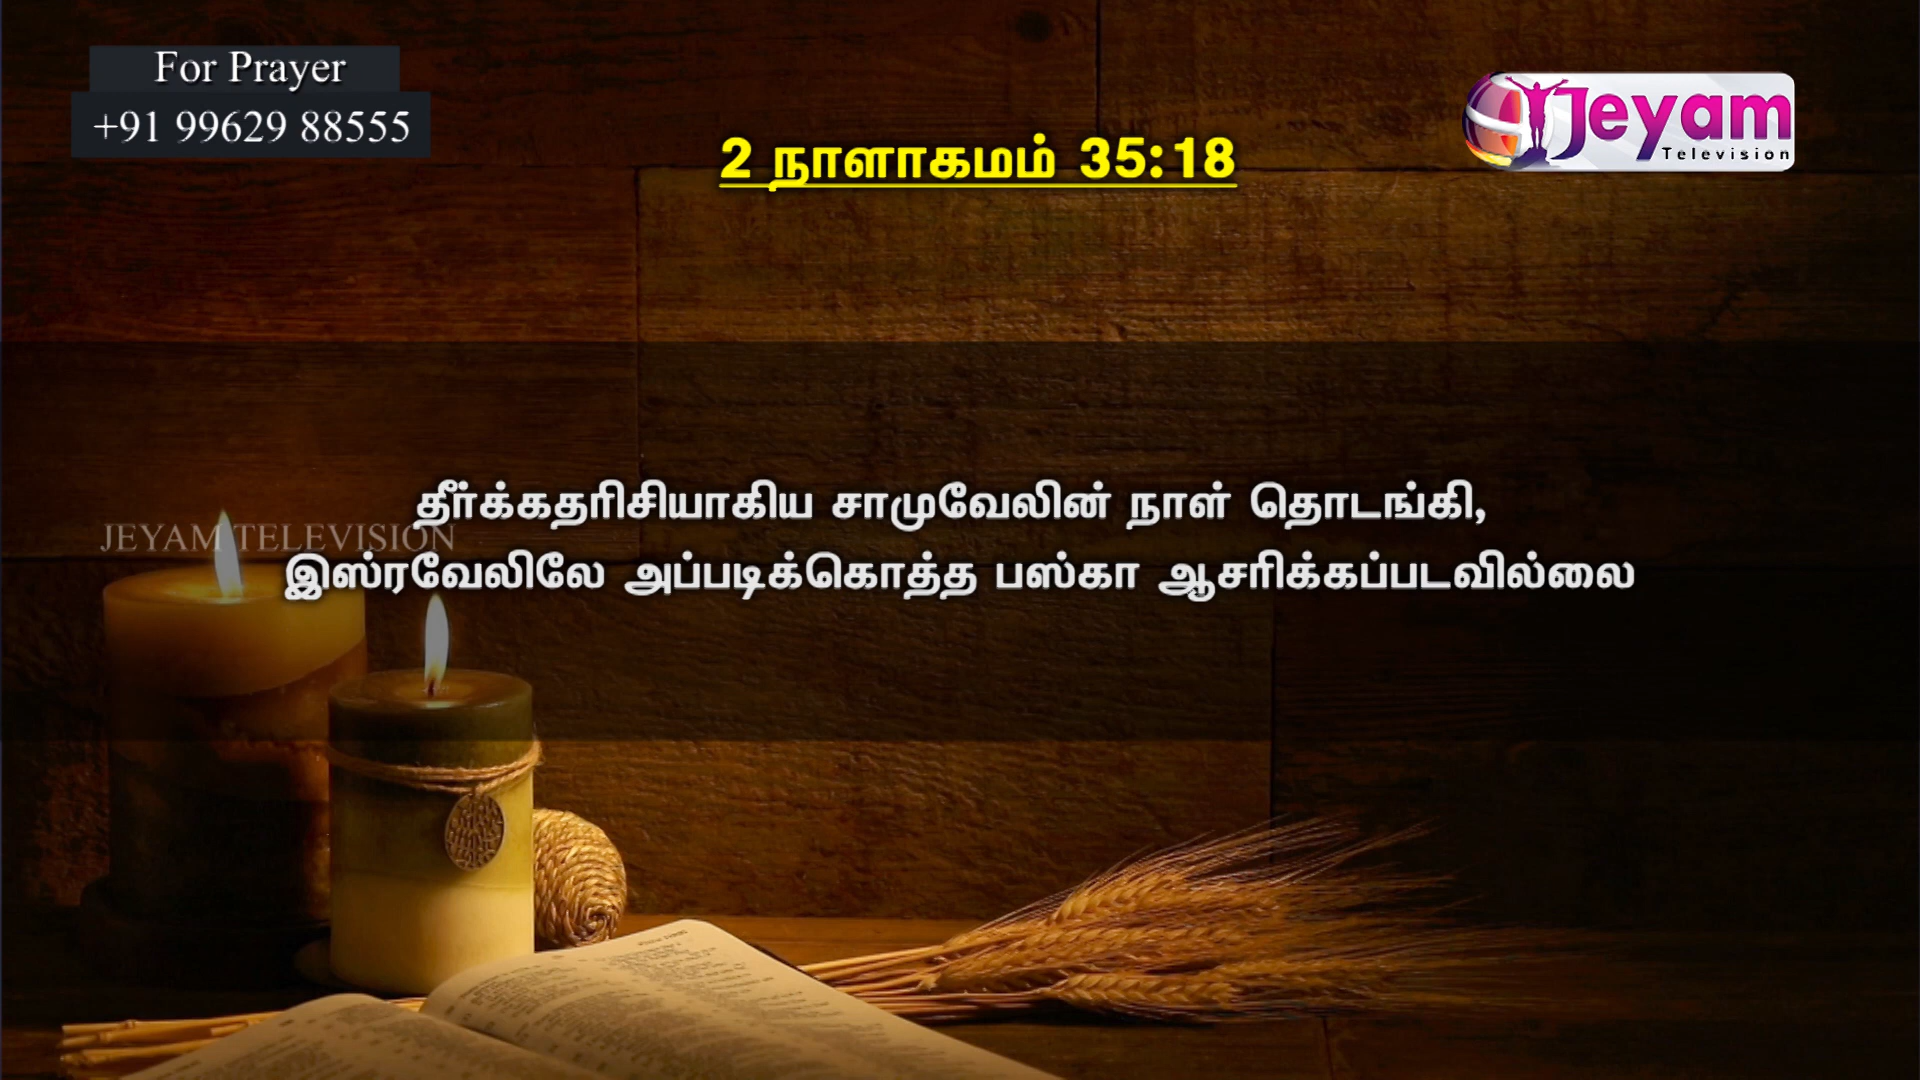 For Prayer
+91 99629 88555
Jeyam
Television
2 நாளாகமம் 35:18
தீர்க்கதரிசியாகிய சாமுவேலின் நாள் தொடங்கி,
JEYAM TELEVISION
இஸ்ரவேலிலே அப்படிக்கொத்த பஸ்கா ஆசரிக்கப்படவில்லை